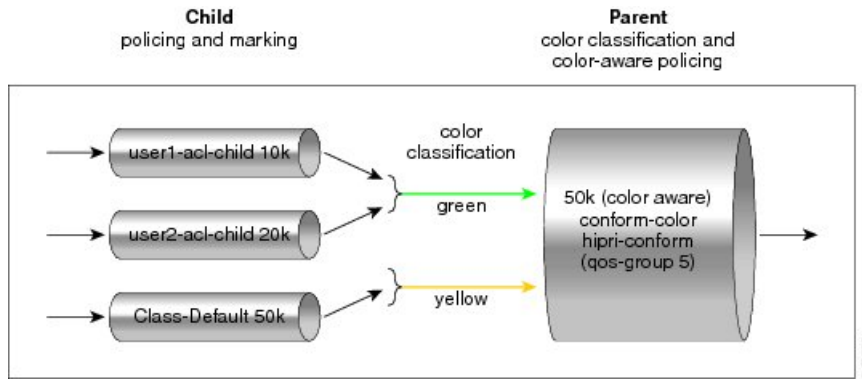 Child
policing and marking
Parent
color classification and
color-aware policing
user1-acl-child 10k
user2-acl-child 20k
Class-Default 50k
color
classification
green
yellow
50k (color aware)
conform-color
hipri-conform
(qos-group 5)